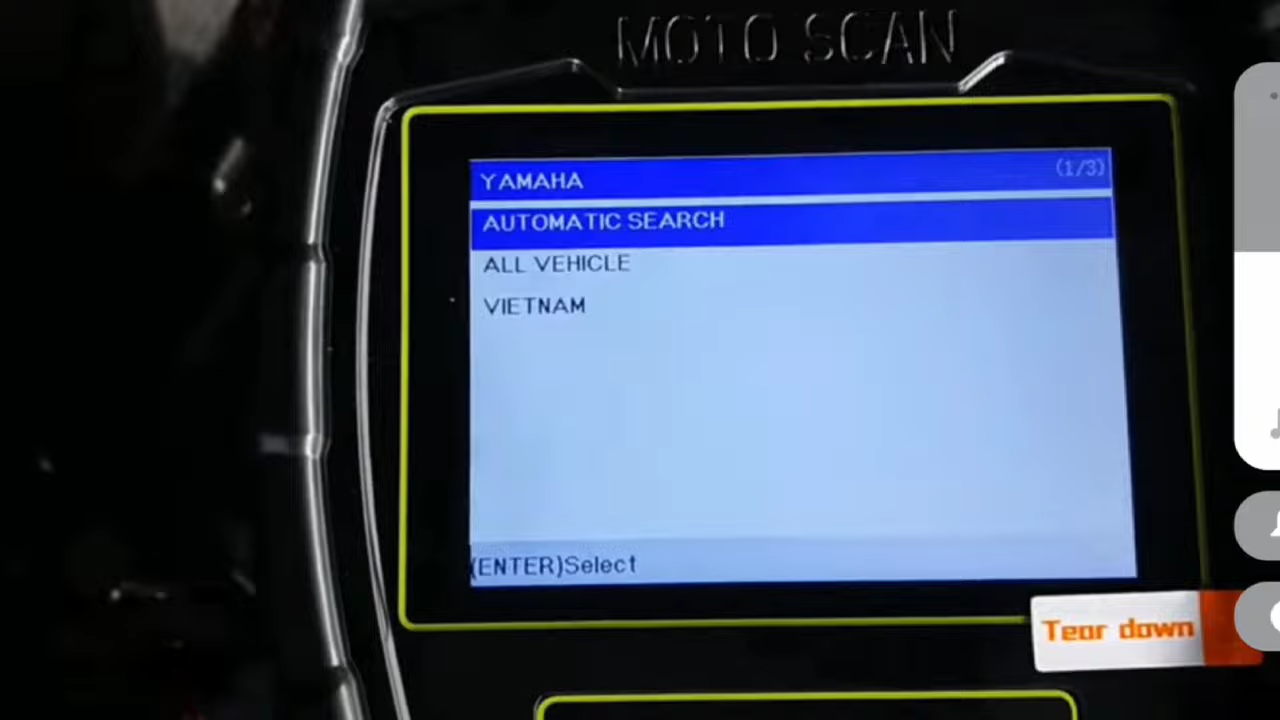 MOTO SCAN
YAMAHA (1/3)
AUTOMATIC SEARCH
ALL VEHICLE
VIETNAM
(ENTER)Select
Tear down